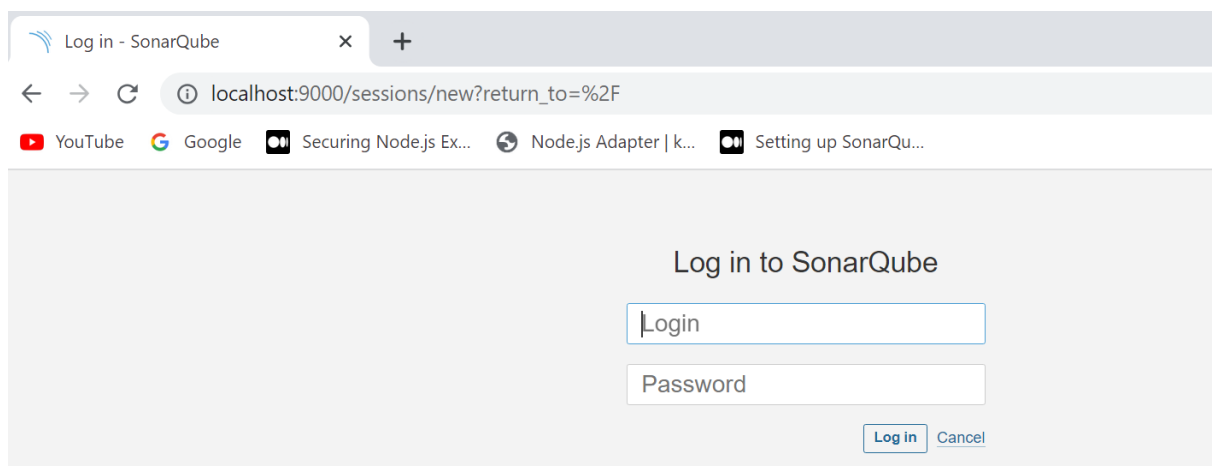 Log in - SonarQube
localhost:9000/sessions/new?return_to=%2F
YouTube Google Securing Node.js Ex... Node.js Adapter | k... Setting up SonarQu...
Log in to SonarQube
Login
Password
Log in Cancel